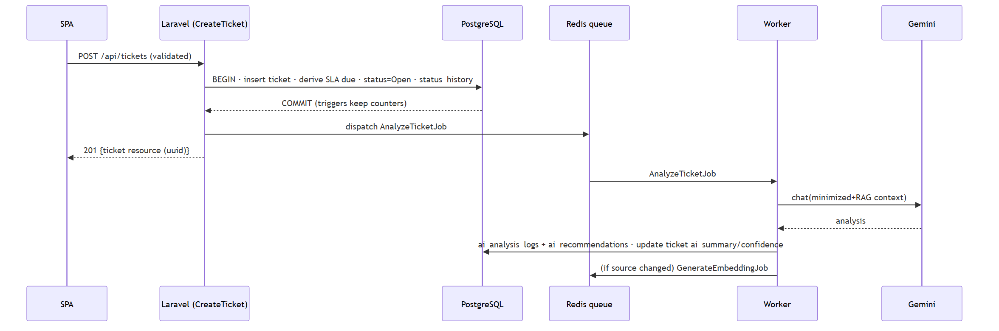 SPA
Laravel (CreateTicket)
PostgreSQL
Redis queue
Worker
Gemini
POST /api/tickets (validated)
BEGIN · insert ticket · derive SLA due · status=Open · status_history
COMMIT (triggers keep counters)
dispatch AnalyzeTicketJob
201 {ticket resource (uuid)}
AnalyzeTicketJob
chat(minimized+RAG context)
analysis
ai_analysis_logs + ai_recommendations · update ticket ai_summary/confidence
(if source changed) GenerateEmbeddingJob
SPA
Laravel (CreateTicket)
PostgreSQL
Redis queue
Worker
Gemini